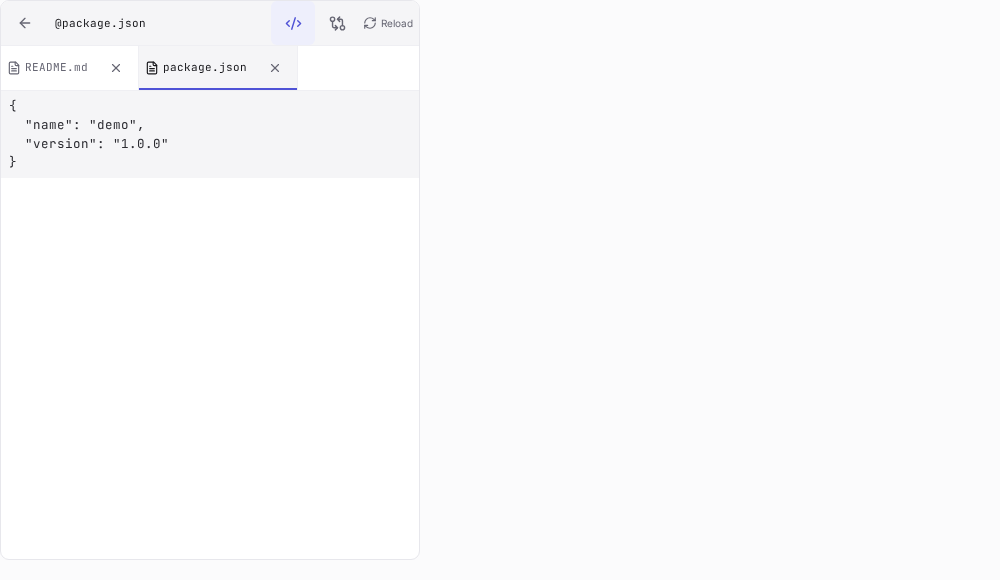 @package.json
Reload
README.md
package.json
{
  "name": "demo",
  "version": "1.0.0"
}